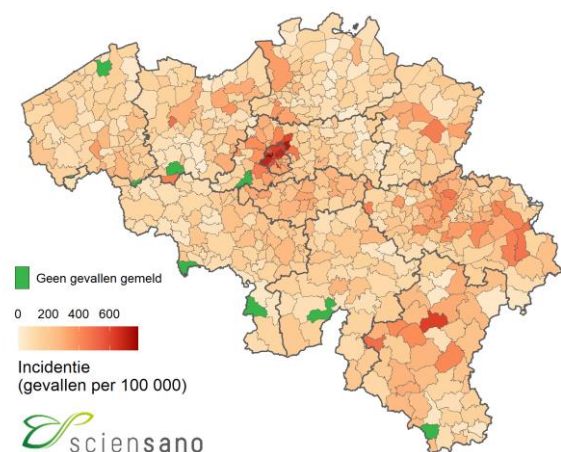 Geen gevallen gemeld
0 200 400 600
Incidentie
(gevallen per 100 000)
sciensano